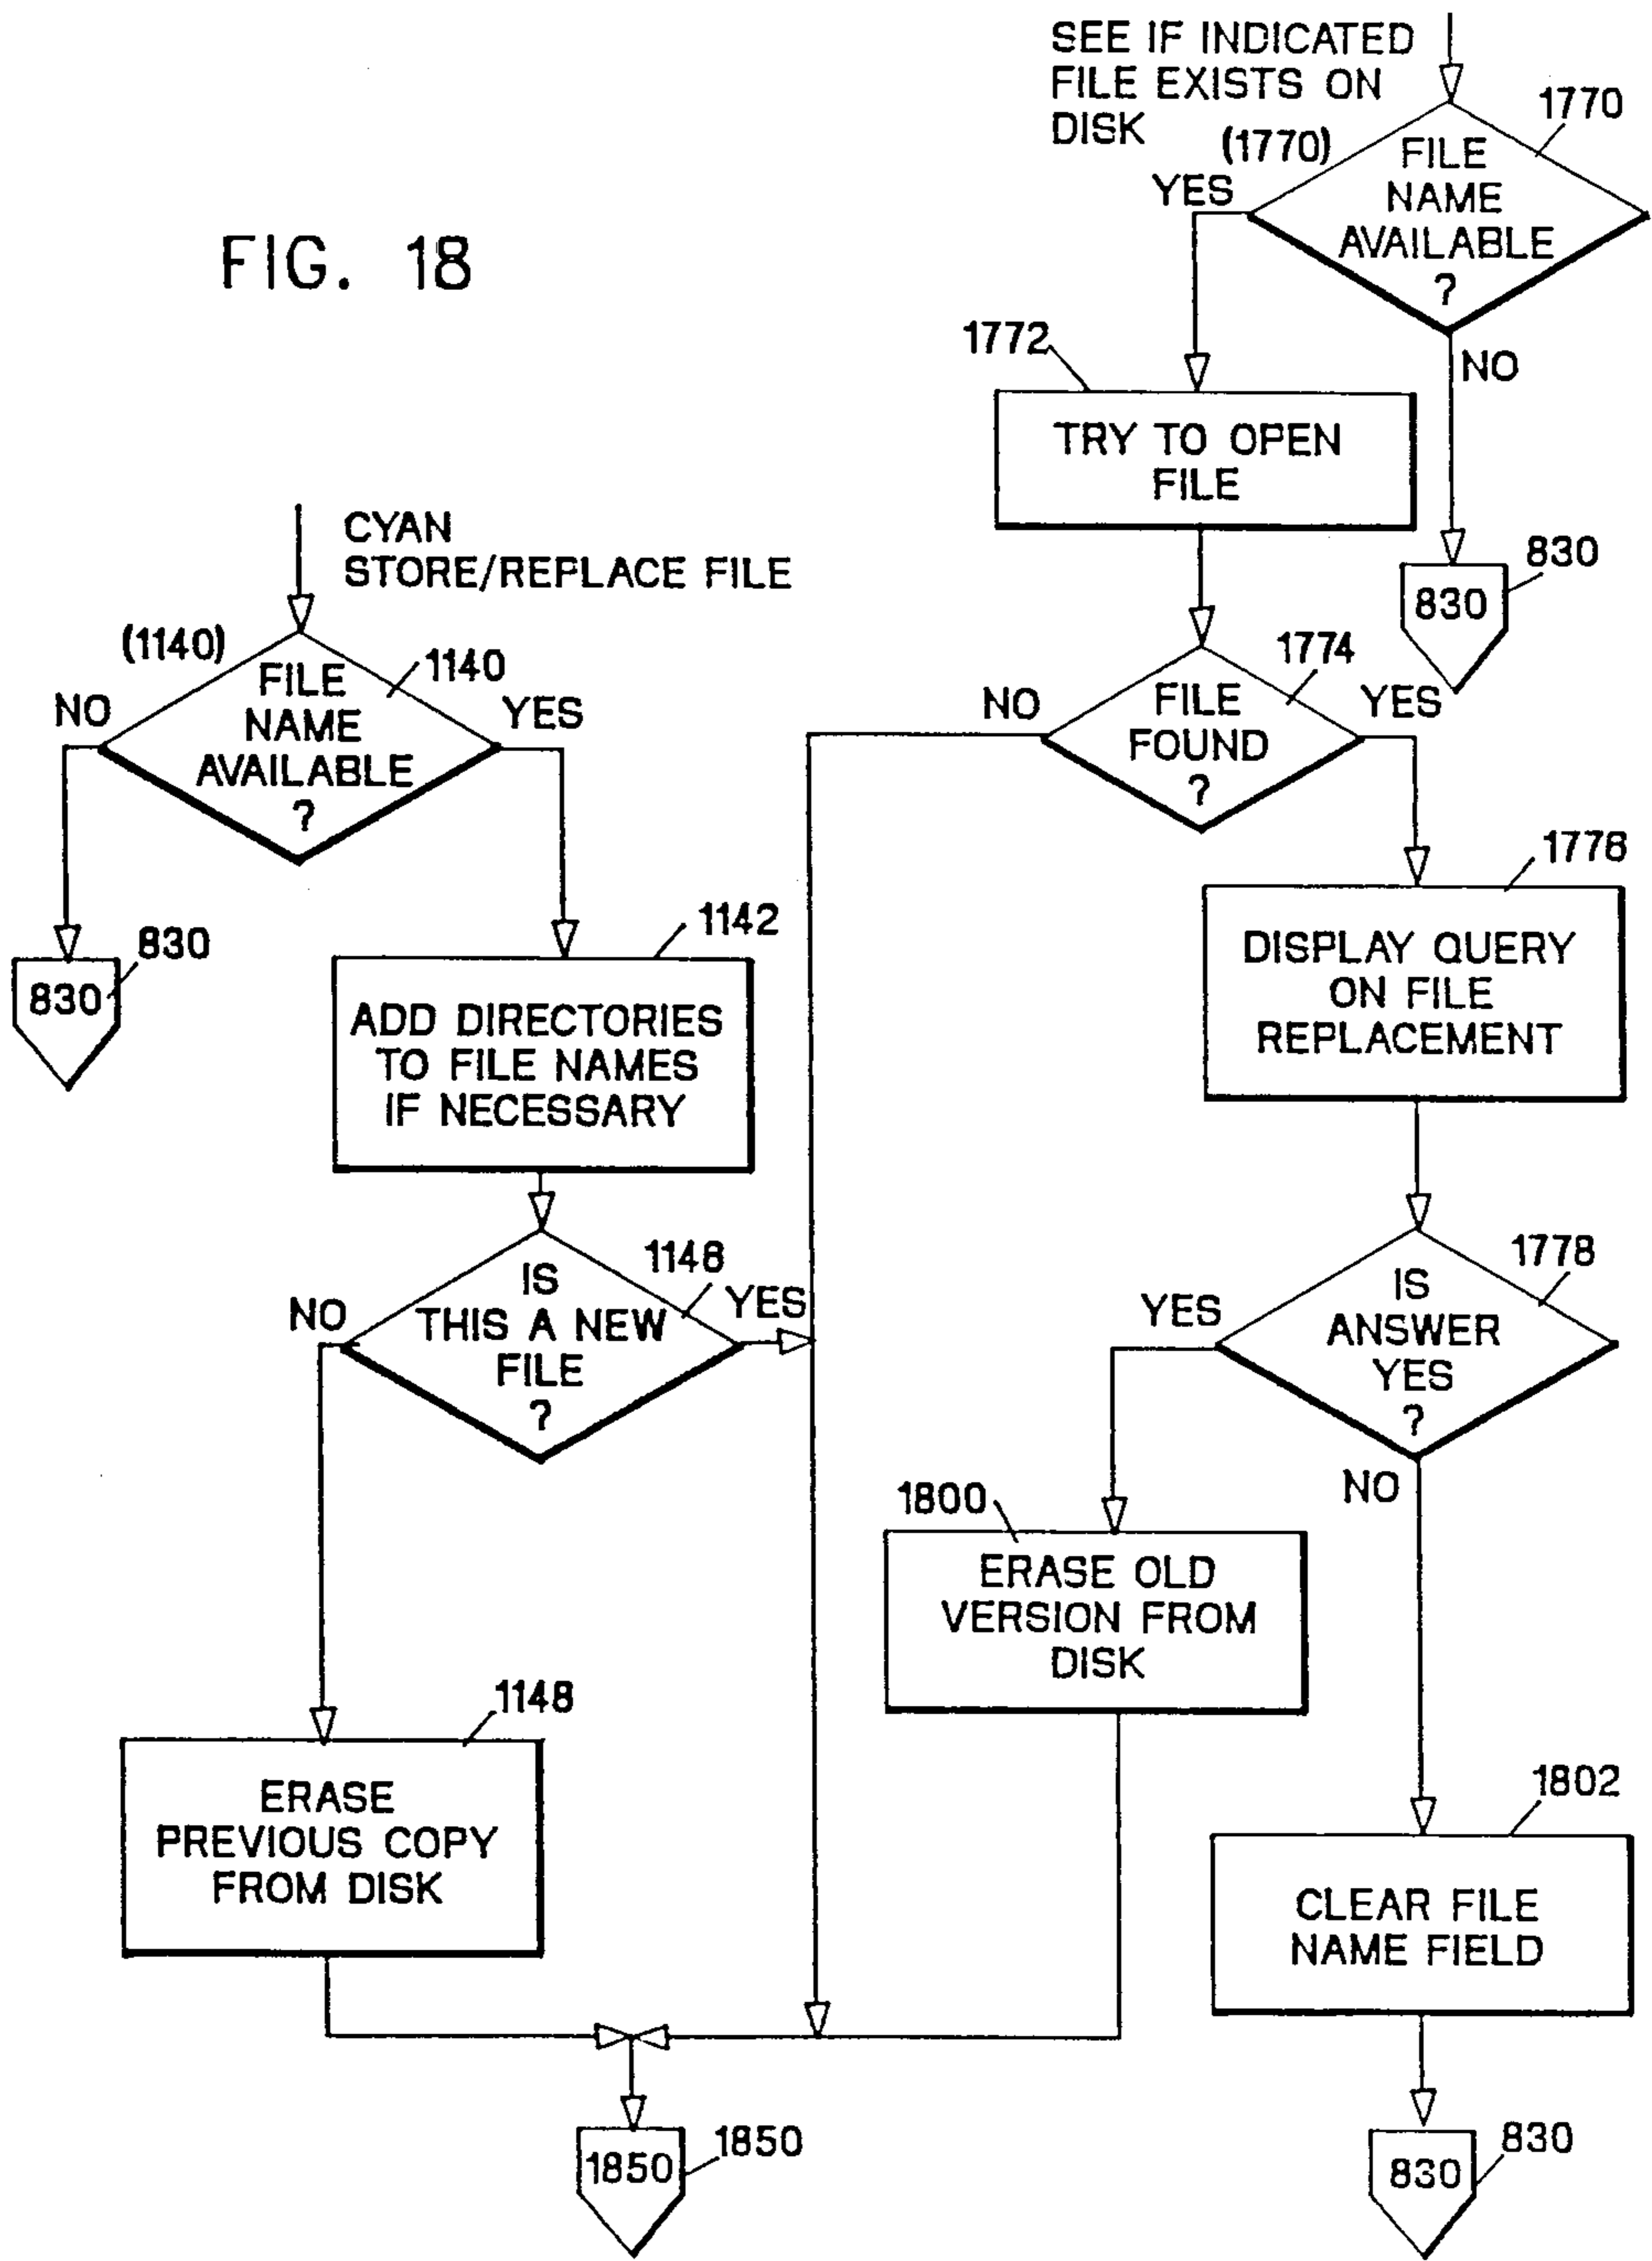 SEE IF INDICATED
FILE EXISTS ON
DISK
1770
(1770)
FILE
NAME
AVAILABLE
?
YES
NO
FIG. 18
1772
TRY TO OPEN
FILE
830
830
CYAN
STORE/REPLACE FILE
(1140)
1140
FILE
NAME
AVAILABLE
?
NO
YES
1774
FILE
FOUND
?
NO
YES
830
830
1142
ADD DIRECTORIES
TO FILE NAMES
IF NECESSARY
1778
DISPLAY QUERY
ON FILE
REPLACEMENT
1148
IS
THIS A NEW
FILE
?
NO
YES
1778
IS
ANSWER
YES
?
YES
NO
1800
ERASE OLD
VERSION FROM
DISK
1148
ERASE
PREVIOUS COPY
FROM DISK
1802
CLEAR FILE
NAME FIELD
1850
1850
830
830